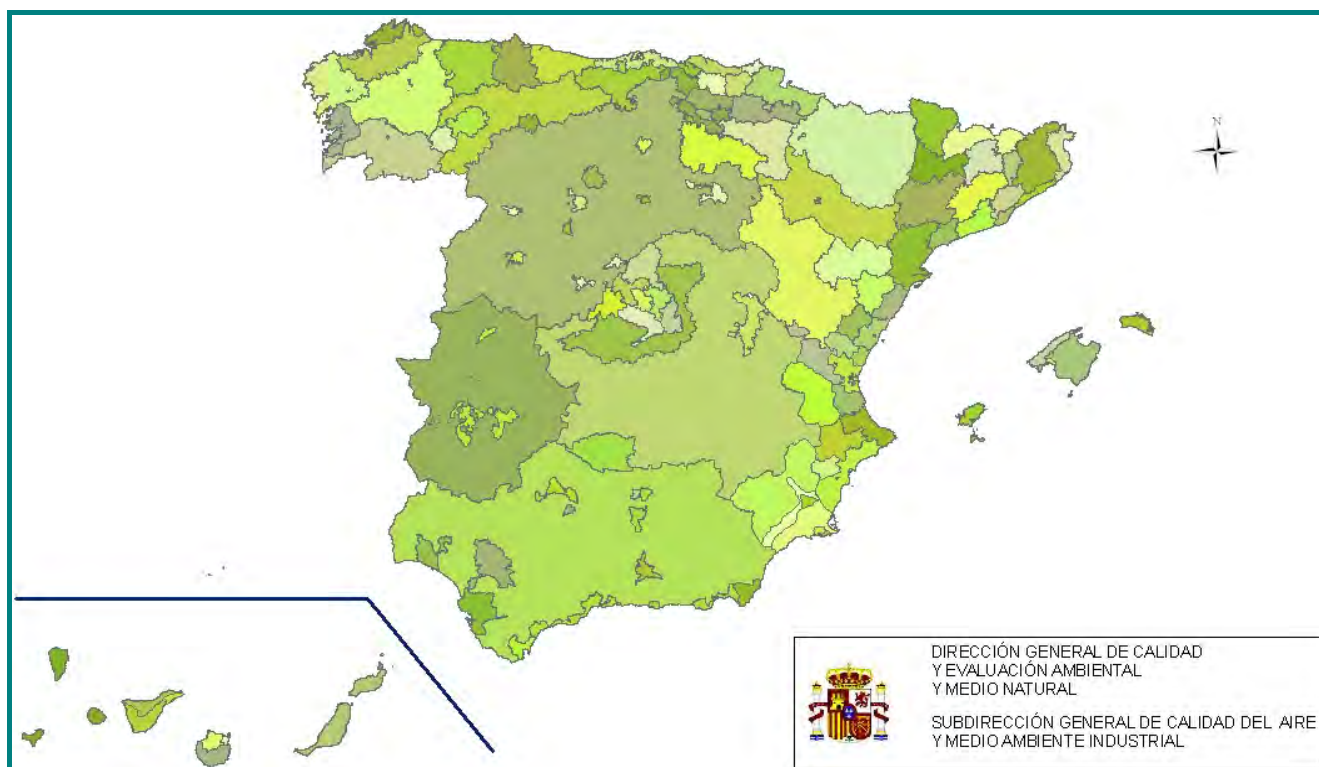 N
DIRECCIÓN GENERAL DE CALIDAD
Y EVALUACIÓN AMBIENTAL
Y MEDIO NATURAL
SUBDIRECCIÓN GENERAL DE CALIDAD DEL AIRE
Y MEDIO AMBIENTE INDUSTRIAL